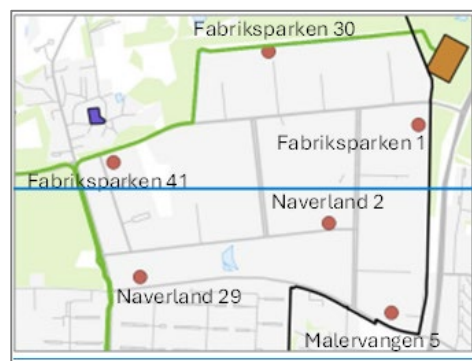 Fabriksparken 30
Fabriksparken 1
Fabriksparken 41
Naverland 2
Naverland 29
Malervangen 5